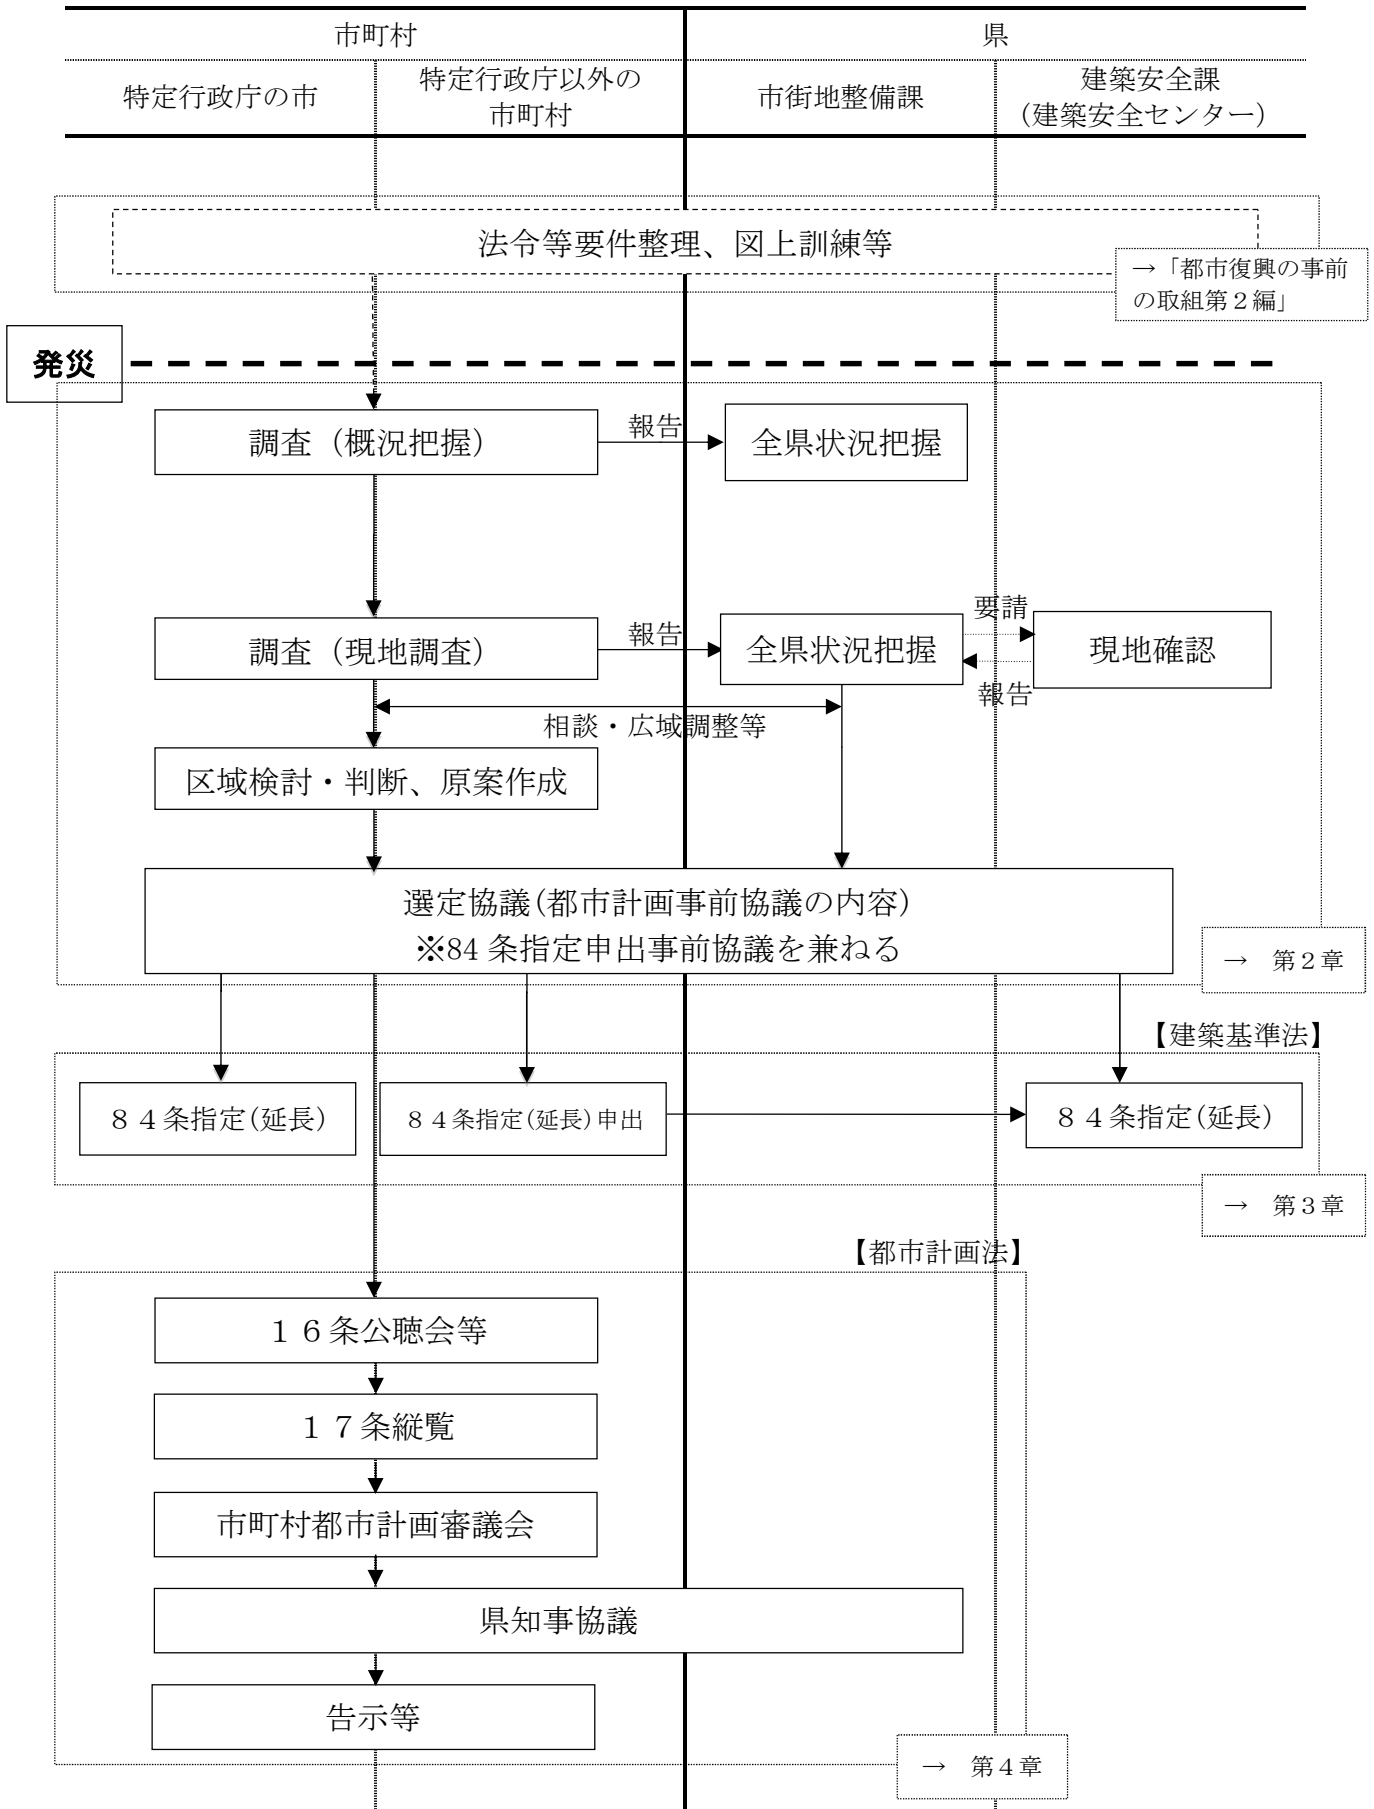 市町村
県
特定行政庁の市
特定行政庁以外の
市町村
市街地整備課
建築安全課
（建築安全センター）
法令等要件整理、図上訓練等
→「都市復興の事前
の取組第２編」
発災
調査（概況把握）
報告
全県状況把握
調査（現地調査）
報告
全県状況把握
要請
報告
現地確認
相談・広域調整等
区域検討・判断、原案作成
選定協議(都市計画事前協議の内容)
※84 条指定申出事前協議を兼ねる
→　第２章
【建築基準法】
８４条指定(延長)
８４条指定(延長)申出
８４条指定(延長)
→　第３章
【都市計画法】
１６条公聴会等
１７条縦覧
市町村都市計画審議会
県知事協議
告示等
→　第４章